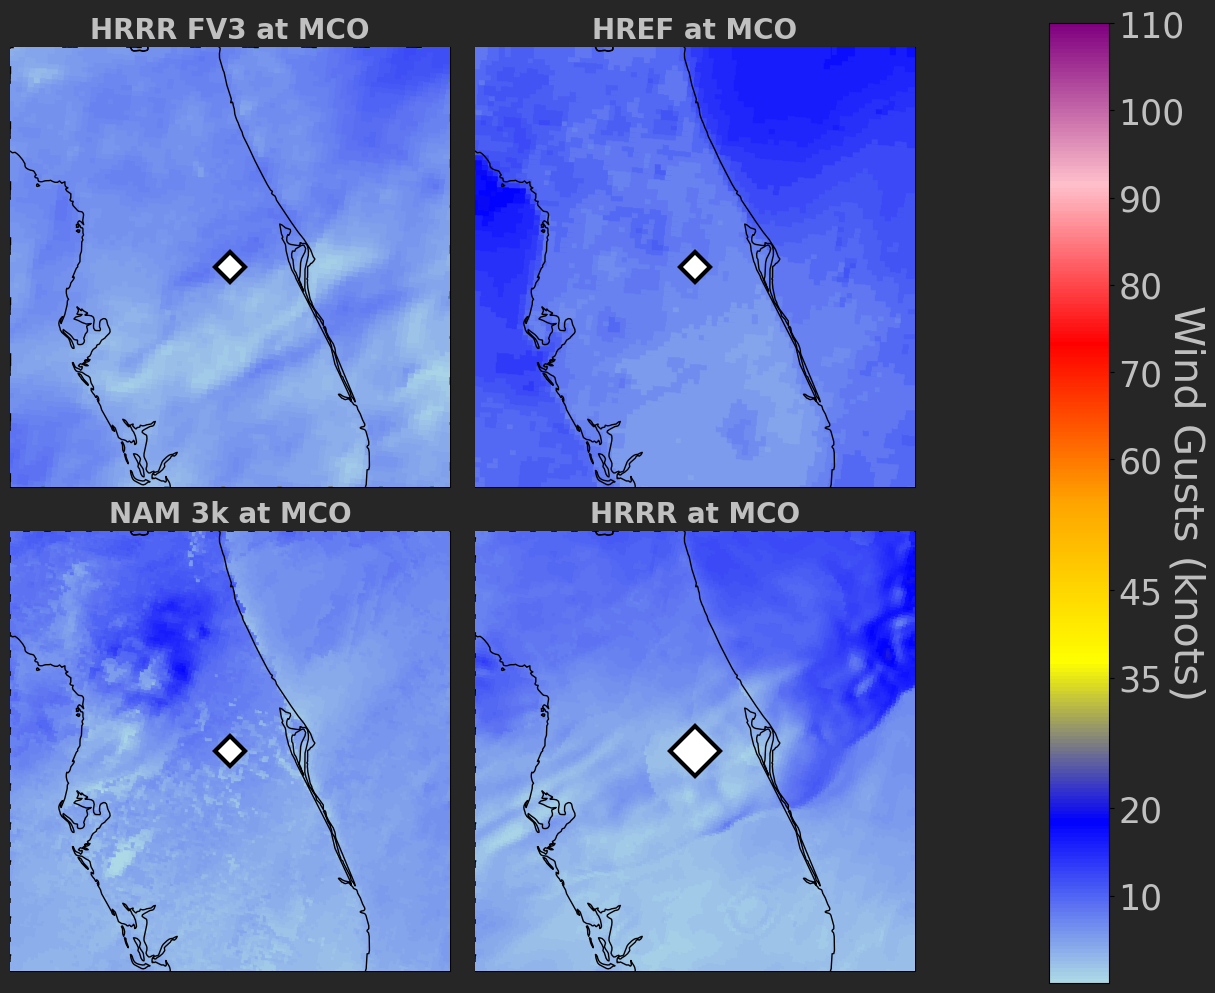 HRRR FV3 at MCO
HREF at MCO
NAM 3k at MCO
HRRR at MCO
110
100
90
80
70
60
45
35
20
10
Wind Gusts (knots)